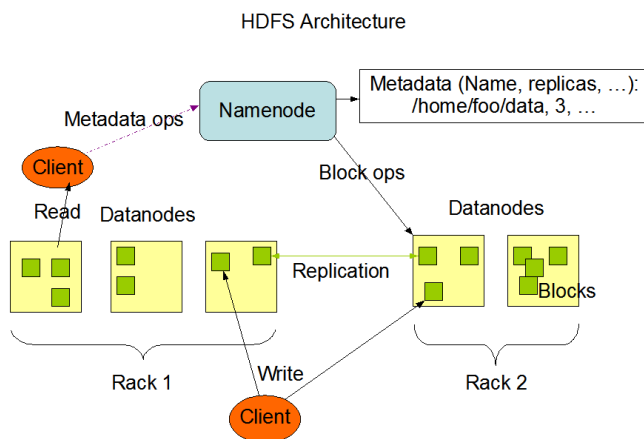 HDFS Architecture
Metadata (Name, replicas, ...):
/home/foo/data, 3, ...
Namenode
Metadata ops
Client
Block ops
Read
Datanodes
Datanodes
Replication
Blocks
Write
Rack 1
Rack 2
Client